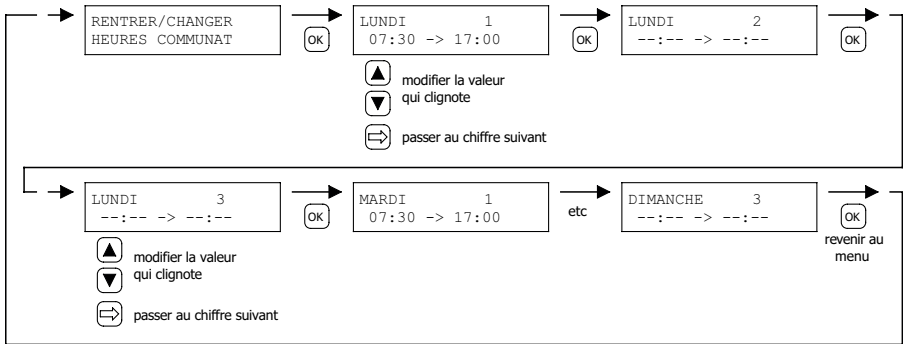 RENTRER/CHANGER
HEURES COMMUNAT
OK
LUNDI 1
07:30 -> 17:00
OK
LUNDI 2
--:-- -> --:--
OK
modifier la valeur
qui clignote
passer au chiffre suivant
LUNDI 3
--:-- -> --:--
OK
MARDI 1
07:30 -> 17:00
etc
DIMANCHE 3
--:-- -> --:--
OK
revenir au
menu
modifier la valeur
qui clignote
passer au chiffre suivant